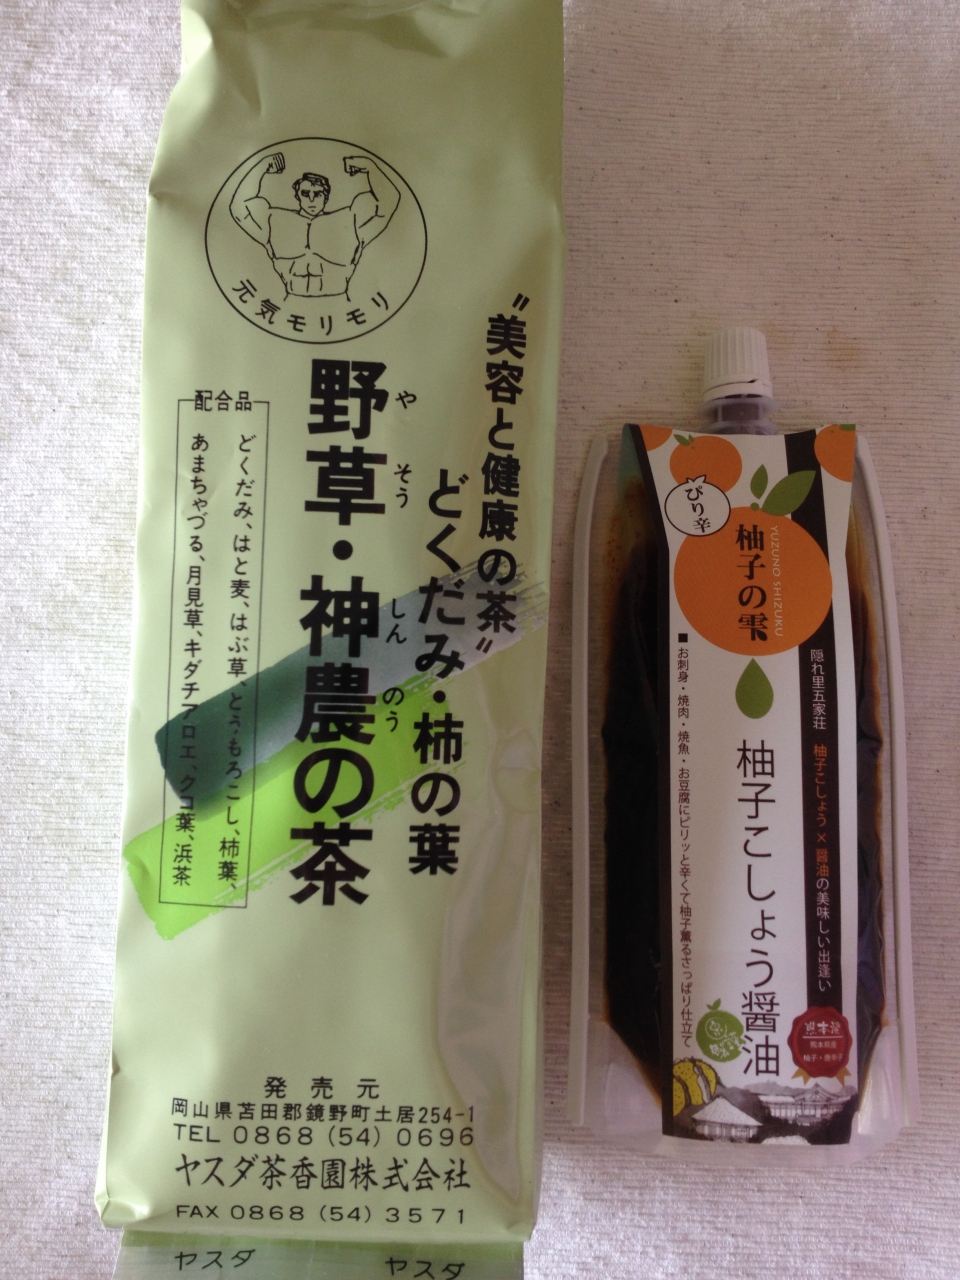 元気モリモリ
〝美容と健康の茶〟
どくだみ・柿の葉
野草・神農の茶
やそう
しんのう
配合品
どくだみ、はと麦、はぶ草、とうもろこし、柿葉、
あまちゃづる、月見草、キダチアロエ、クコ葉、浜茶
発売元
岡山県苫田郡鏡野町土居254-1
TEL 0868 (54) 0696
ヤスダ茶香園株式会社
FAX 0868 (54) 3571
ヤスダ
ヤスダ
ぴり辛
柚子の雫
YUZUNO SHIZUKU
隠れ里五家荘 柚子こしょう×醤油の美味しい出逢い
柚子こしょう醤油
■お刺身・焼肉・焼魚・お豆腐にピリッと辛くて柚子薫るさっぱり仕立て
熊本県産
柚子・唐辛子